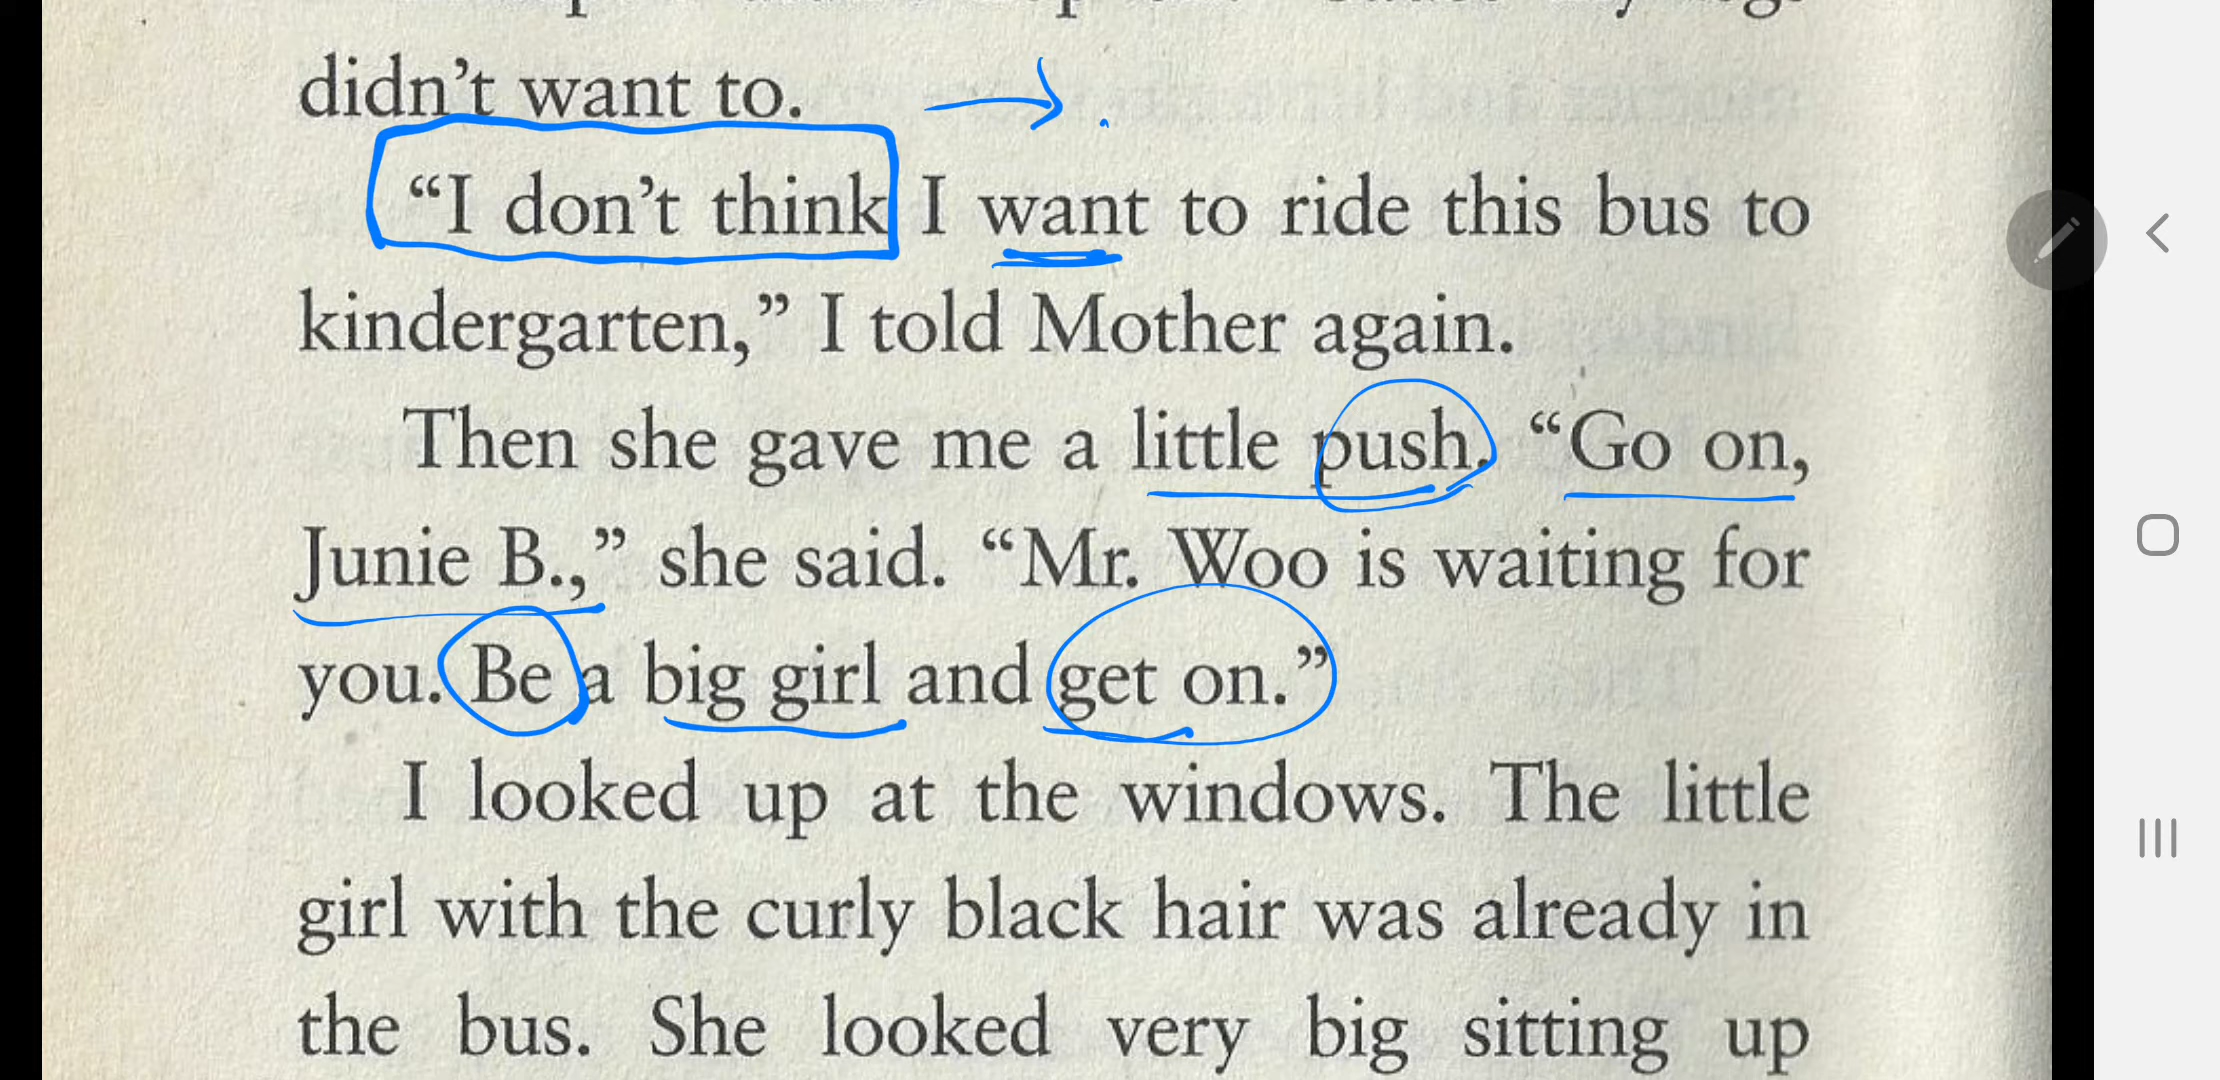 didn't want to.
“I don't think I want to ride this bus to
kindergarten,” I told Mother again.
Then she gave me a little push. “Go on,
Junie B.,” she said. “Mr. Woo is waiting for
you. Be a big girl and get on.”
I looked up at the windows. The little
girl with the curly black hair was already in
the bus. She looked very big sitting up